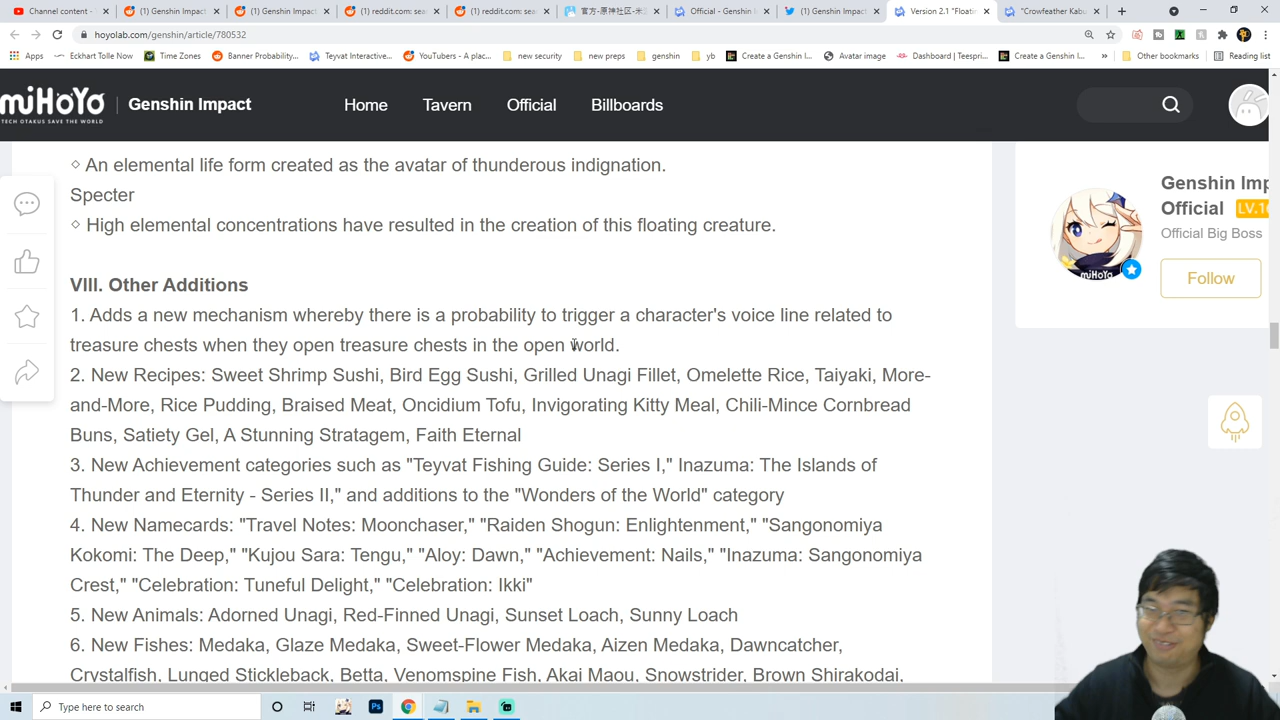 Channel content -
(1) Genshin Impact
(2) Genshin Impact
reddit.com: sea
reddit.com: sea
官方-原神社区-米
Official - Genshin I
(1) Genshin Impact
Version 2.1 "Floati
"Crowfeather Kabu
hoyolab.com/genshin/article/780532
Apps
Eckhart Tolle Now
Time Zones
Banner Probability...
Teyvat Interactive...
YouTubers - A plac...
new security
new preps
genshin
yb
Create a Genshin I...
Avatar image
Dashboard | Teespri...
Create a Genshin I...
Other bookmarks
Reading list
miHoYo
TECH OTAKUS SAVE THE WORLD
Genshin Impact
Home
Tavern
Official
Billboards
◇ An elemental life form created as the avatar of thunderous indignation.
Specter
◇ High elemental concentrations have resulted in the creation of this floating creature.
VIII. Other Additions
1. Adds a new mechanism whereby there is a probability to trigger a character's voice line related to
treasure chests when they open treasure chests in the open world.
2. New Recipes: Sweet Shrimp Sushi, Bird Egg Sushi, Grilled Unagi Fillet, Omelette Rice, Taiyaki, More-
and-More, Rice Pudding, Braised Meat, Oncidium Tofu, Invigorating Kitty Meal, Chili-Mince Cornbread
Buns, Satiety Gel, A Stunning Stratagem, Faith Eternal
3. New Achievement categories such as "Teyvat Fishing Guide: Series I," Inazuma: The Islands of
Thunder and Eternity - Series II," and additions to the "Wonders of the World" category
4. New Namecards: "Travel Notes: Moonchaser," "Raiden Shogun: Enlightenment," "Sangonomiya
Kokomi: The Deep," "Kujou Sara: Tengu," "Aloy: Dawn," "Achievement: Nails," "Inazuma: Sangonomiya
Crest," "Celebration: Tuneful Delight," "Celebration: Ikki"
5. New Animals: Adorned Unagi, Red-Finned Unagi, Sunset Loach, Sunny Loach
6. New Fishes: Medaka, Glaze Medaka, Sweet-Flower Medaka, Aizen Medaka, Dawncatcher,
Crystalfish, Lunged Stickleback, Betta, Venomspine Fish, Akai Maou, Snowstrider, Brown Shirakodai,
Genshin Imp
Official LV.1
Official Big Boss
miHoYo
Follow
Type here to search